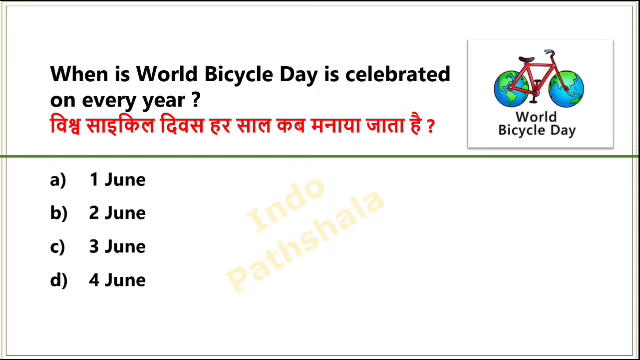 When is World Bicycle Day is celebrated
on every year ?
विश्व साइकिल दिवस हर साल कब मनाया जाता है ?
World
Bicycle Day
a) 1 June
b) 2 June
c) 3 June
d) 4 June
Indo
Pathshala